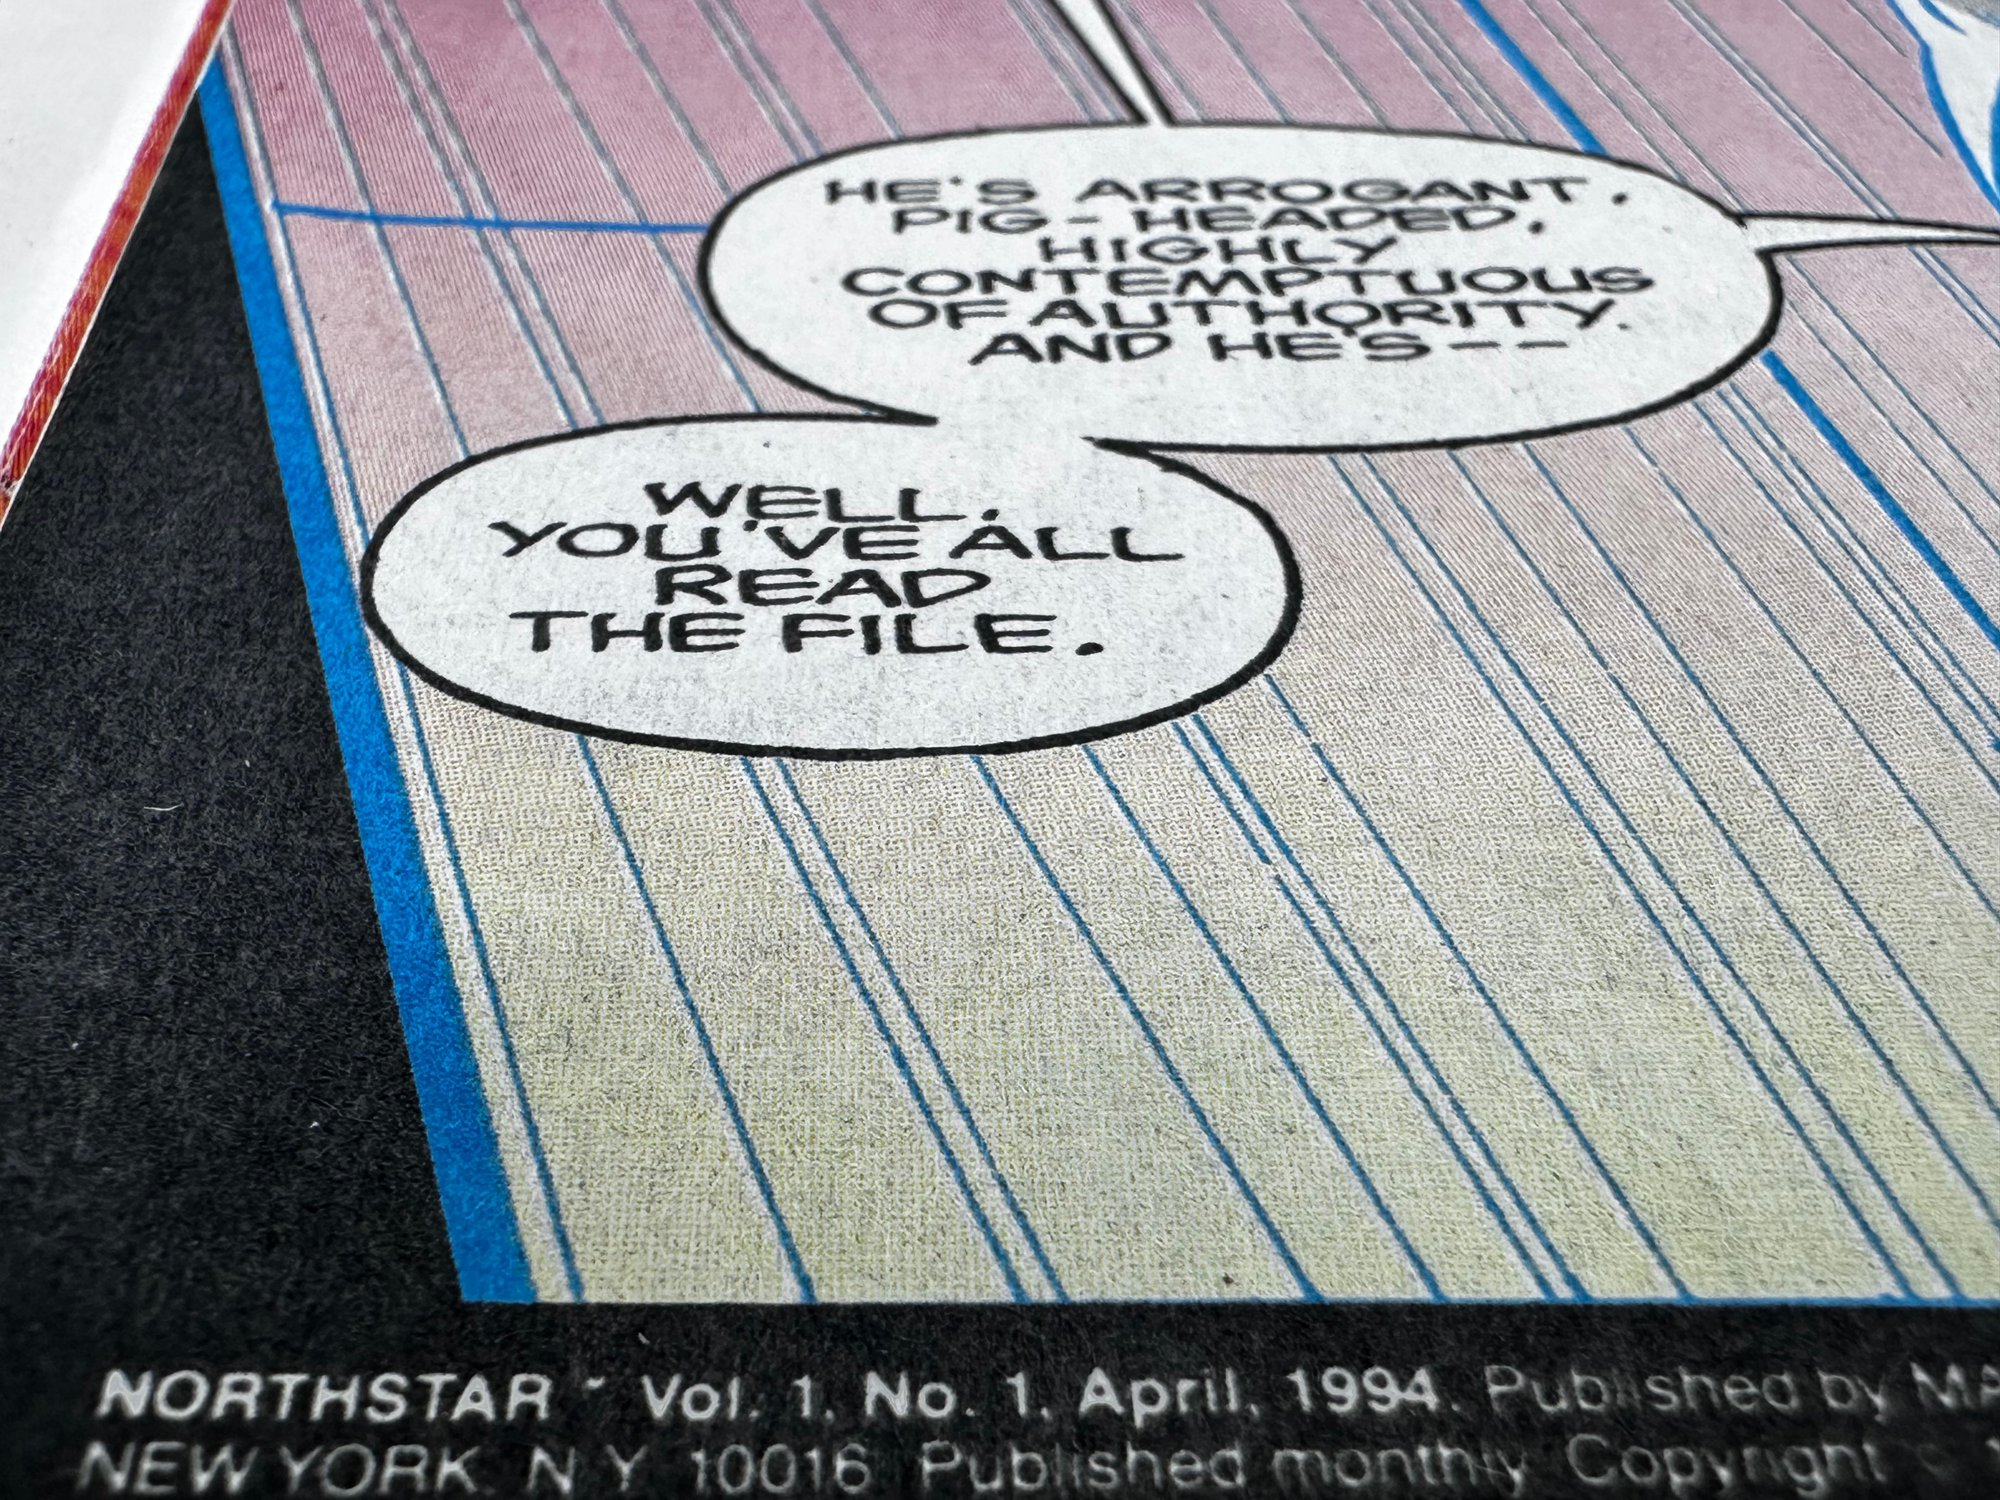 HE'S ARROGANT,
PIG-HEADED,
HIGHLY
CONTEMPTUOUS
OF AUTHORITY.
AND HE'S--
WELL,
YOU'VE ALL
READ
THE FILE.
NORTHSTAR™ Vol. 1, No. 1, April, 1994. Published by
NEW YORK, N.Y. 10016. Published monthly. Copyright ©